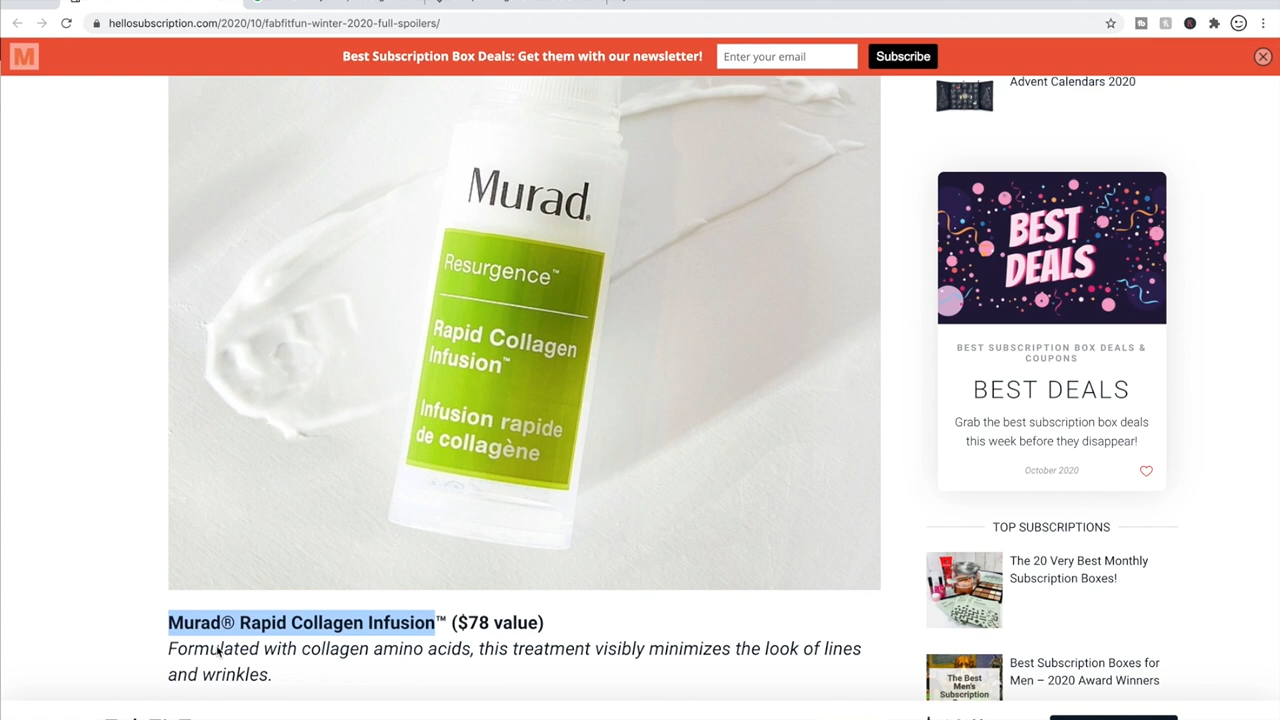 hellosubscription.com/2020/10/fabfitfun-winter-2020-full-spoilers/
M
Best Subscription Box Deals: Get them with our newsletter!
Enter your email
Subscribe
Murad®
Resurgence™
Rapid Collagen
Infusion™
Infusion rapide
de collagène
Murad® Rapid Collagen Infusion™ ($78 value)
Formulated with collagen amino acids, this treatment visibly minimizes the look of lines
and wrinkles.
Advent Calendars 2020
BEST
DEALS
BEST SUBSCRIPTION BOX DEALS &
COUPONS
BEST DEALS
Grab the best subscription box deals
this week before they disappear!
October 2020
TOP SUBSCRIPTIONS
The 20 Very Best Monthly
Subscription Boxes!
Best Subscription Boxes for
Men – 2020 Award Winners
The Best
Men's
Subscription